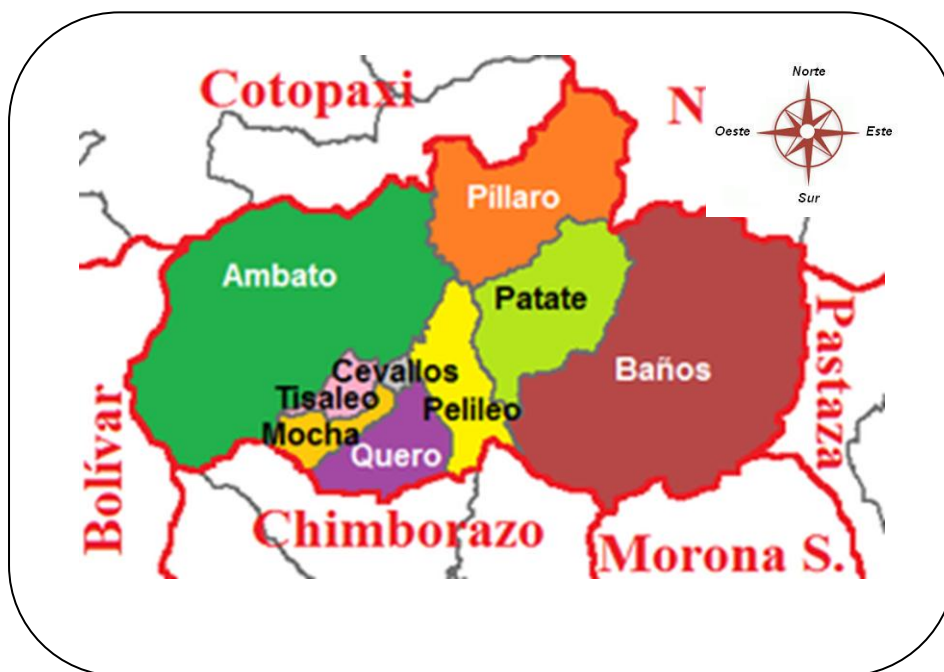 Cotopaxi
N
Norte
Oeste
Este
Sur
Píllaro
Ambato
Patate
Baños
Cevallos
Tisaleo
Pelileo
Mocha
Quero
Bolívar
Pastaza
Chimborazo
Morona S.